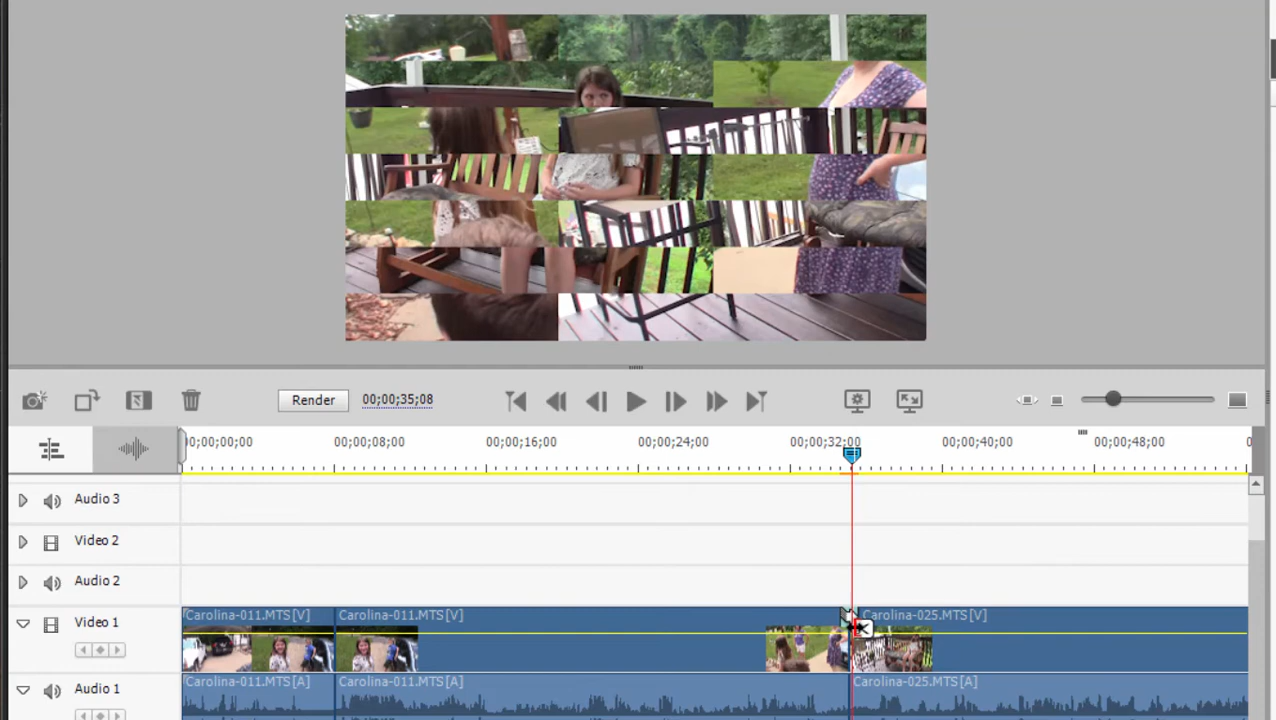 Render 00;00;35;08
00;00;00;00 00;00;08;00 00;00;16;00 00;00;24;00 00;00;32;00 00;00;40;00 00;00;48;00 0
Audio 3
Video 2
Audio 2
Carolina-011.MTS[V] Carolina-011.MTS[V] Carolina-025.MTS[V]
Video 1
Carolina-011.MTS[A] Carolina-011.MTS[A] Carolina-025.MTS[A]
Audio 1